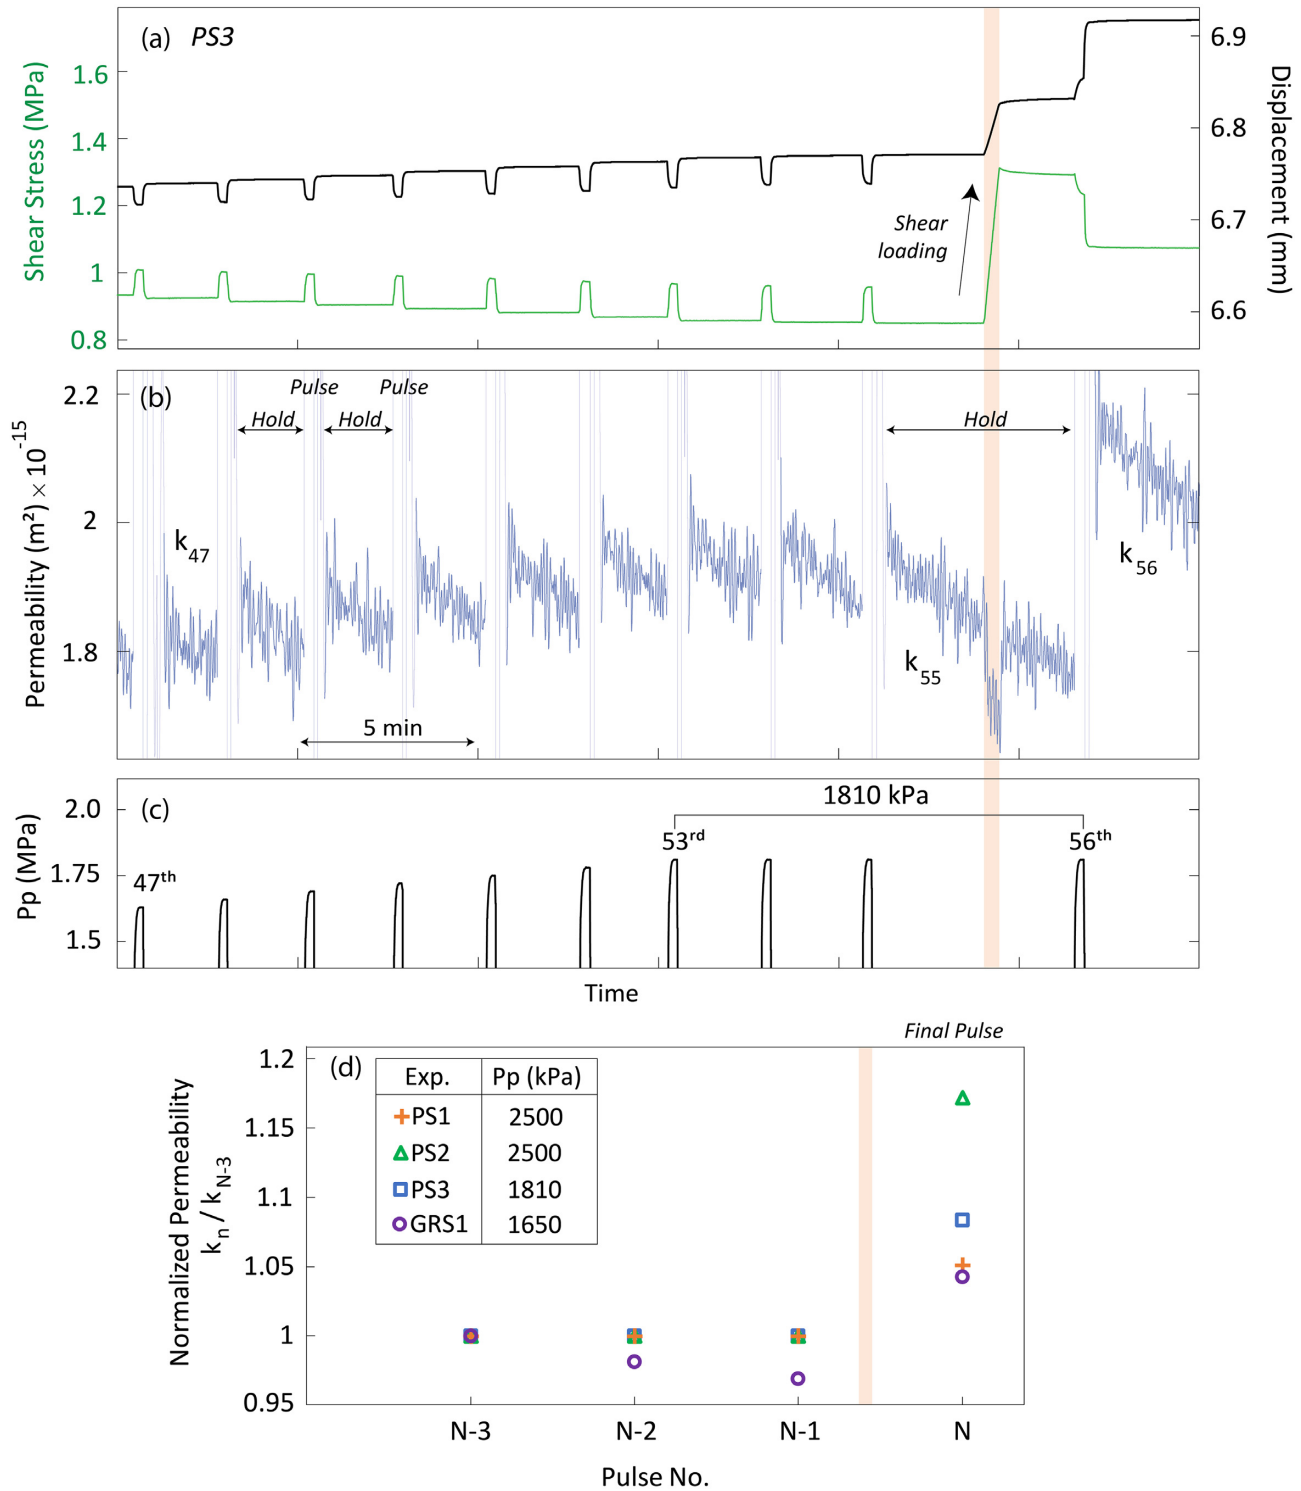 (a) PS3
Shear Stress (MPa)
1.6
1.4
1.2
1
0.8
6.9
6.8
6.7
6.6
Displacement (mm)
Shear
loading
(b)
Permeability (m²) × 10⁻¹⁵
2.2
2
1.8
Pulse Pulse
Hold Hold Hold
k₄₇
k₅₅
k₅₆
5 min
(c)
Pp (MPa)
2.0
1.75
1.5
1810 kPa
47ᵗʰ
53ʳᵈ
56ᵗʰ
Time
Final Pulse
(d)
Normalized Permeability
kₙ / k_N-3
1.2
1.15
1.1
1.05
1
0.95
Exp. Pp (kPa)
PS1 2500
PS2 2500
PS3 1810
GRS1 1650
N-3 N-2 N-1 N
Pulse No.